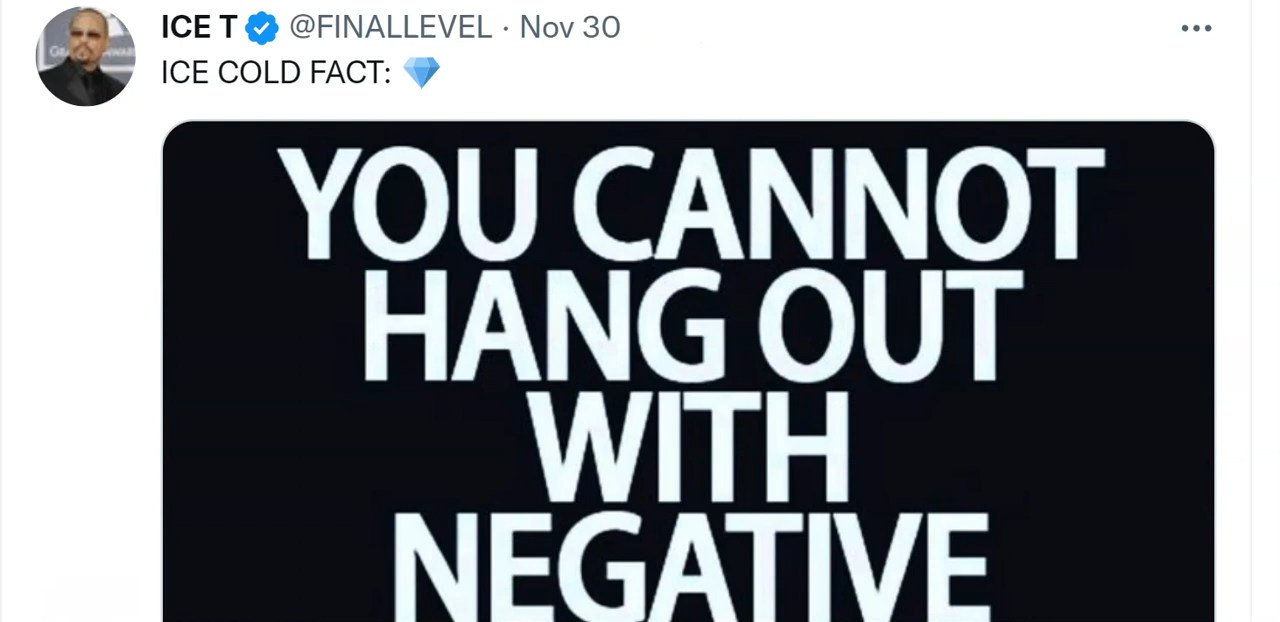 ICE T @FINALLEVEL · Nov 30
ICE COLD FACT: 💎
YOU CANNOT
HANG OUT
WITH
NEGATIVE